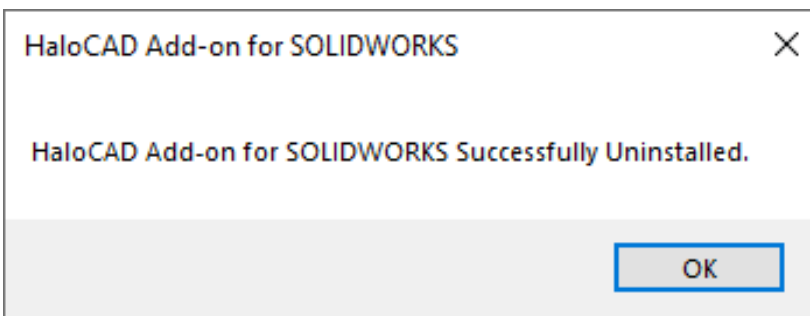 HaloCAD Add-on for SOLIDWORKS
HaloCAD Add-on for SOLIDWORKS Successfully Uninstalled.
OK